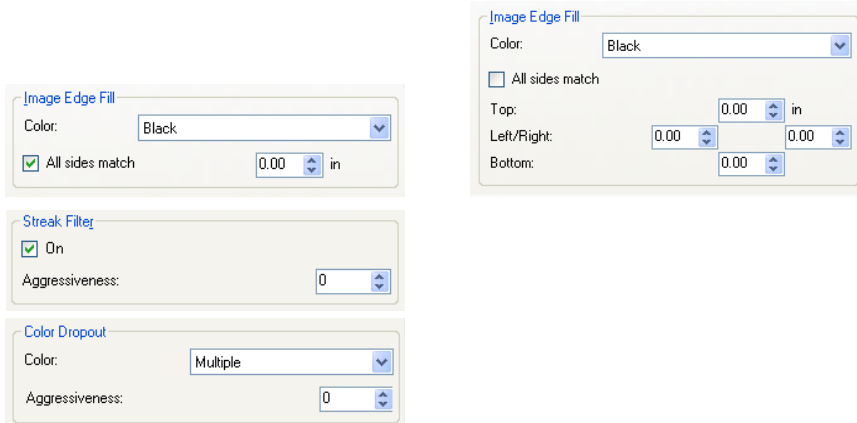 Image Edge Fill
Color: Black
All sides match 0.00 in
Streak Filter
On
Aggressiveness: 0
Color Dropout
Color: Multiple
Aggressiveness: 0
Image Edge Fill
Color: Black
All sides match
Top: 0.00 in
Left/Right: 0.00 0.00
Bottom: 0.00